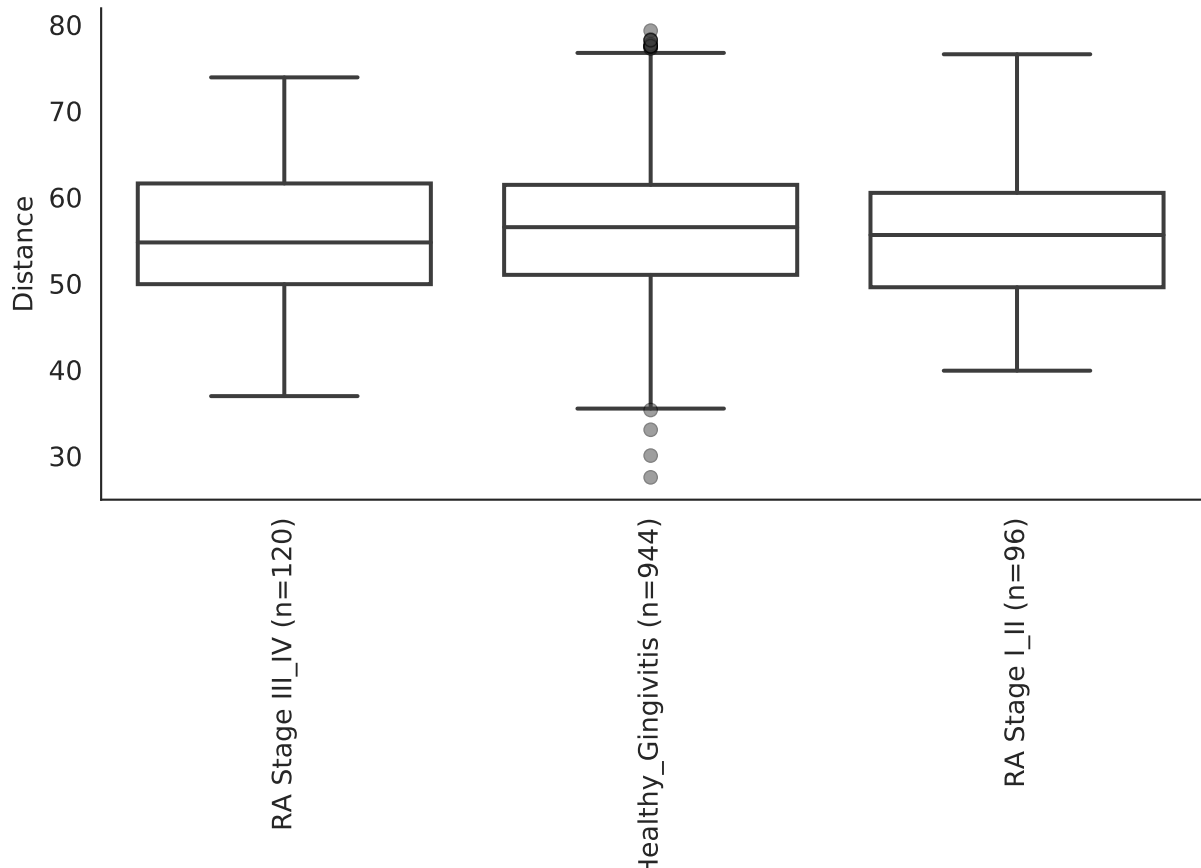 80
70
60
50
40
30
Distance
RA Stage III_IV (n=120)
Healthy_Gingivitis (n=944)
RA Stage I_II (n=96)